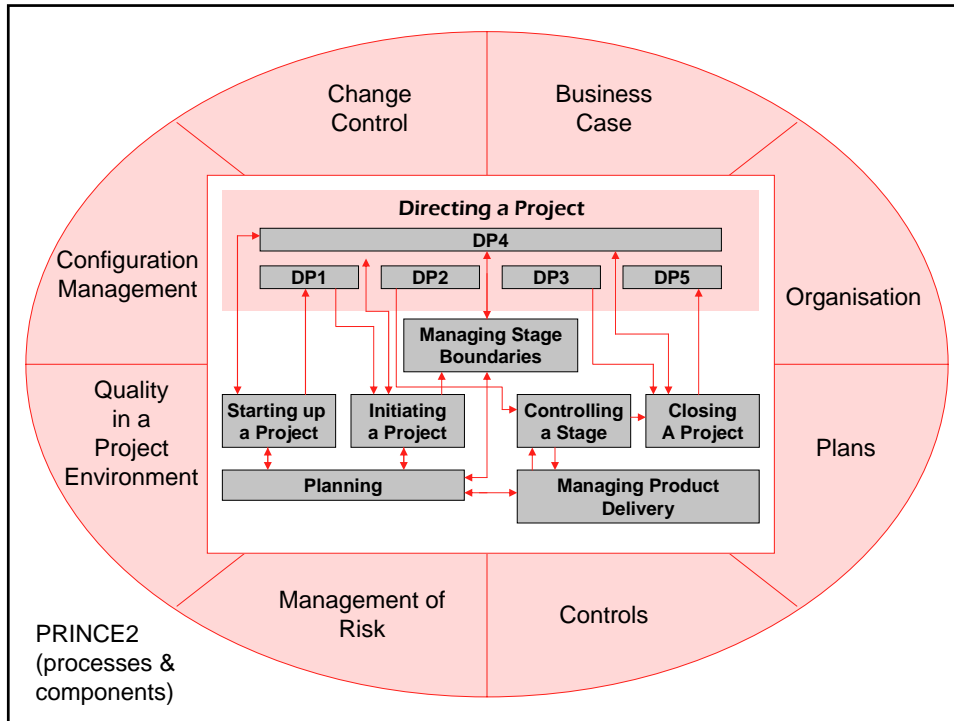 Change
Control
Business
Case
Configuration
Management
Organisation
Directing a Project
DP4
DP1
DP2
DP3
DP5
Managing Stage
Boundaries
Quality
in a
Project
Environment
Starting up
a Project
Initiating
a Project
Controlling
a Stage
Closing
A Project
Plans
Planning
Managing Product
Delivery
Management of
Risk
Controls
PRINCE2
(processes &
components)